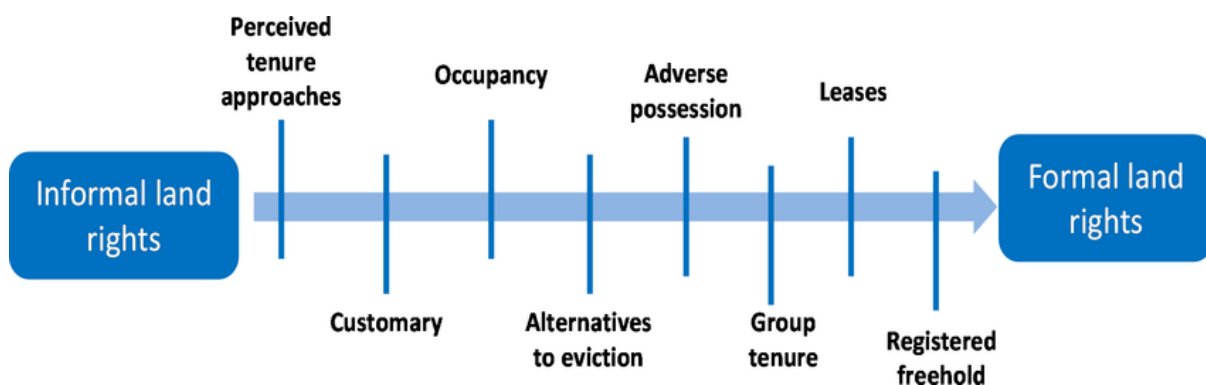 Informal land
rights
Perceived
tenure
approaches
Customary
Occupancy
Alternatives
to eviction
Adverse
possession
Group
tenure
Leases
Registered
freehold
Formal land
rights